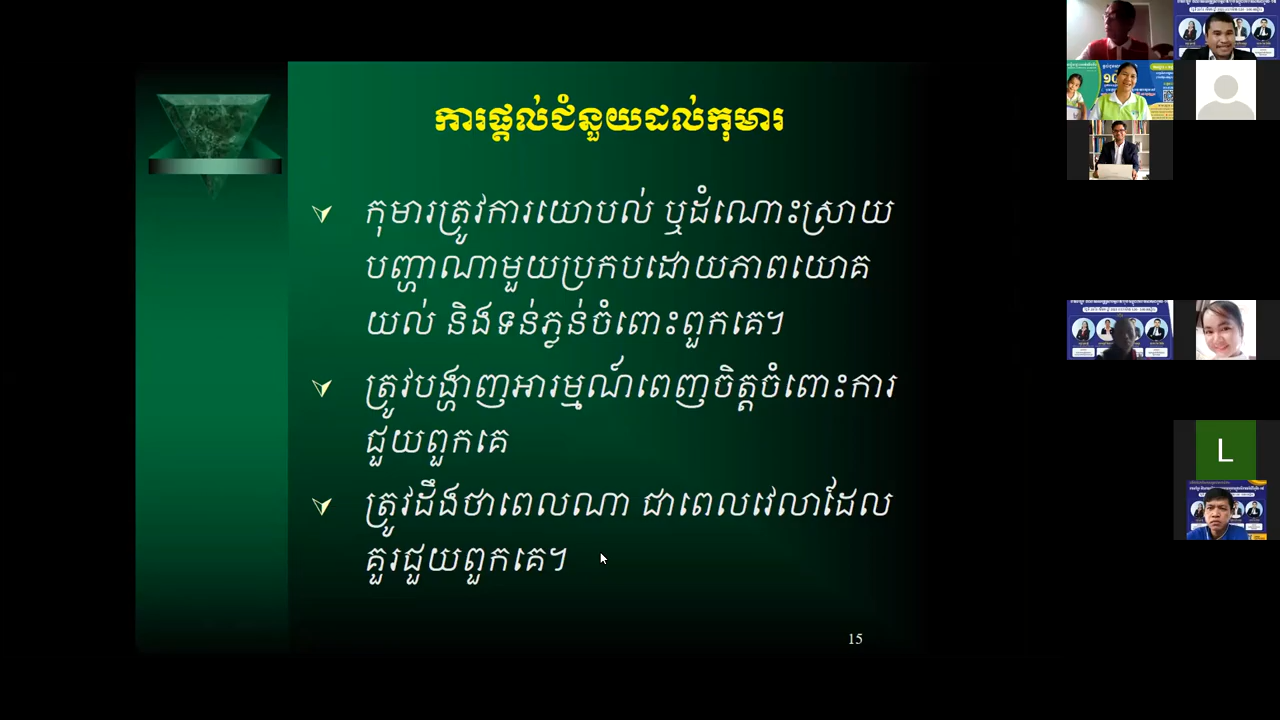 ការផ្តល់ជំនួយដល់កុមារ
កុមារត្រូវការយោបល់ ឬដំណោះស្រាយ
បញ្ហាណាមួយប្រកបដោយភាពយោគ
យល់ និងទន់ភ្លន់ចំពោះពួកគេ។
ត្រូវបង្ហាញអារម្មណ៍ពេញចិត្តចំពោះការ
ជួយពួកគេ
ត្រូវដឹងថាពេលណា ជាពេលវេលាដែល
គួរជួយពួកគេ។
15
L